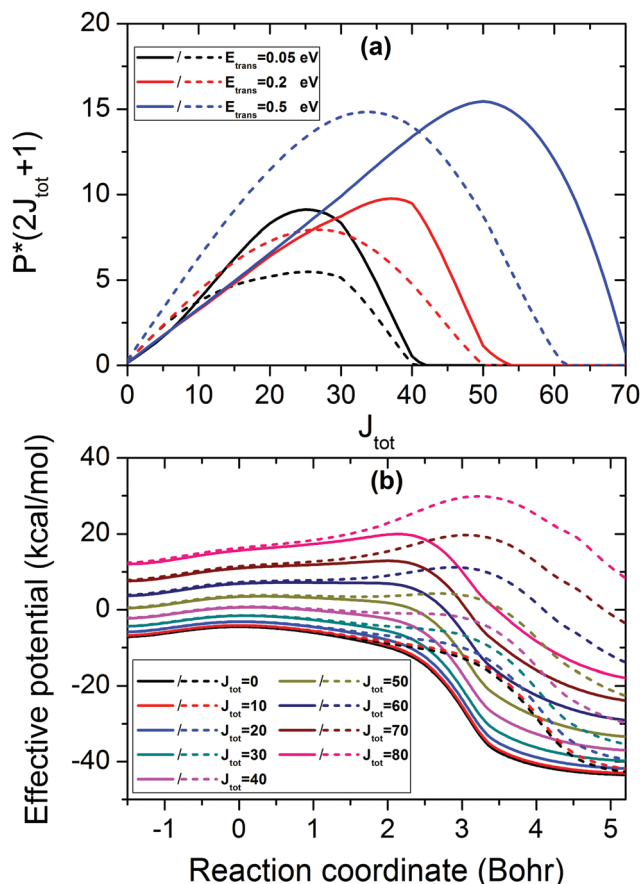 20
15
10
5
0
P*(2J_tot +1)
(a)
/ E_trans=0.05 eV
/ E_trans=0.2 eV
/ E_trans=0.5 eV
0 10 20 30 40 50 60 70
J_tot
40
20
0
-20
-40
Effective potential (kcal/mol)
(b)
/ J_tot=0 / J_tot=50
/ J_tot=10 / J_tot=60
/ J_tot=20 / J_tot=70
/ J_tot=30 / J_tot=80
/ J_tot=40
-1 0 1 2 3 4 5
Reaction coordinate (Bohr)